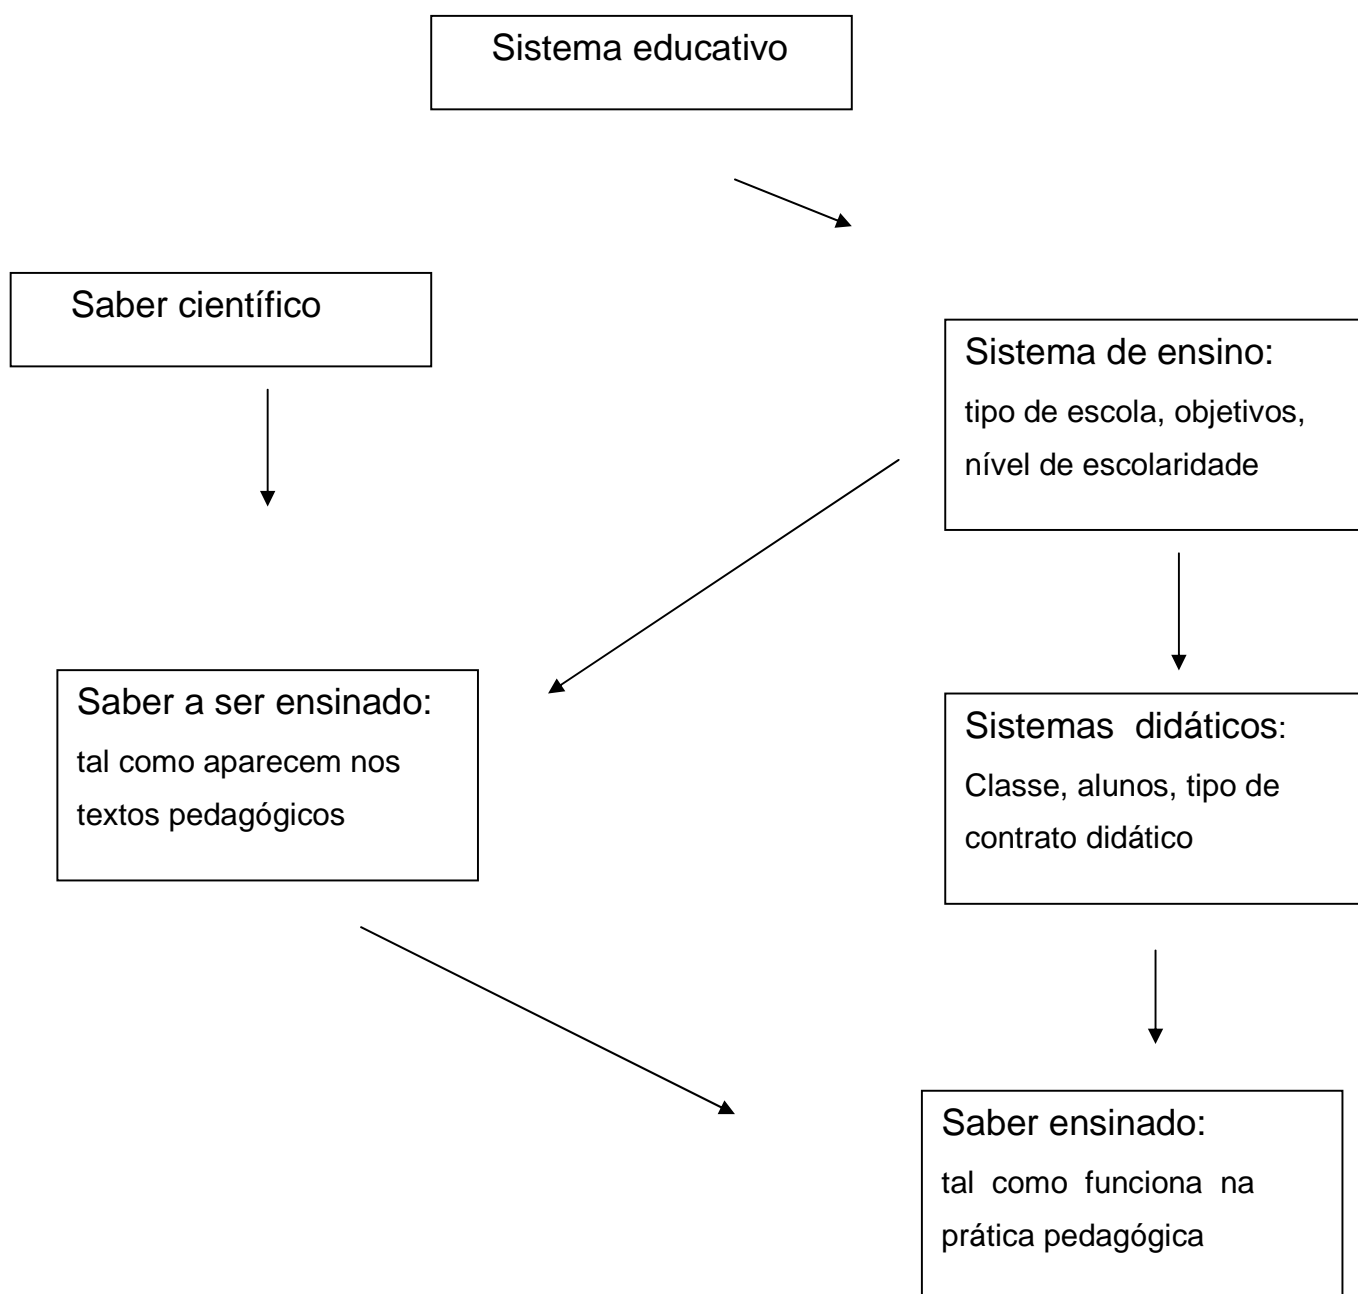 Sistema educativo
Saber científico
Sistema de ensino:
tipo de escola, objetivos,
nível de escolaridade
Saber a ser ensinado:
tal como aparecem nos
textos pedagógicos
Sistemas didáticos:
Classe, alunos, tipo de
contrato didático
Saber ensinado:
tal como funciona na
prática pedagógica